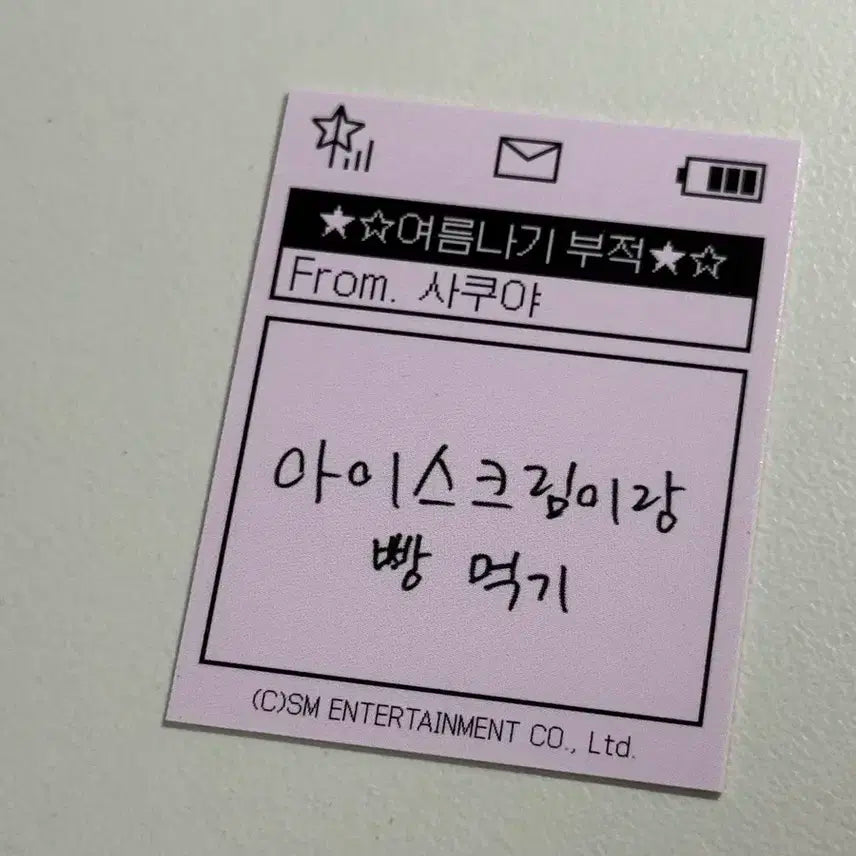 ★☆여름나기 부적★☆
From. 사쿠야
아이스크림이랑
빵 먹기
(C)SM ENTERTAINMENT CO., Ltd.